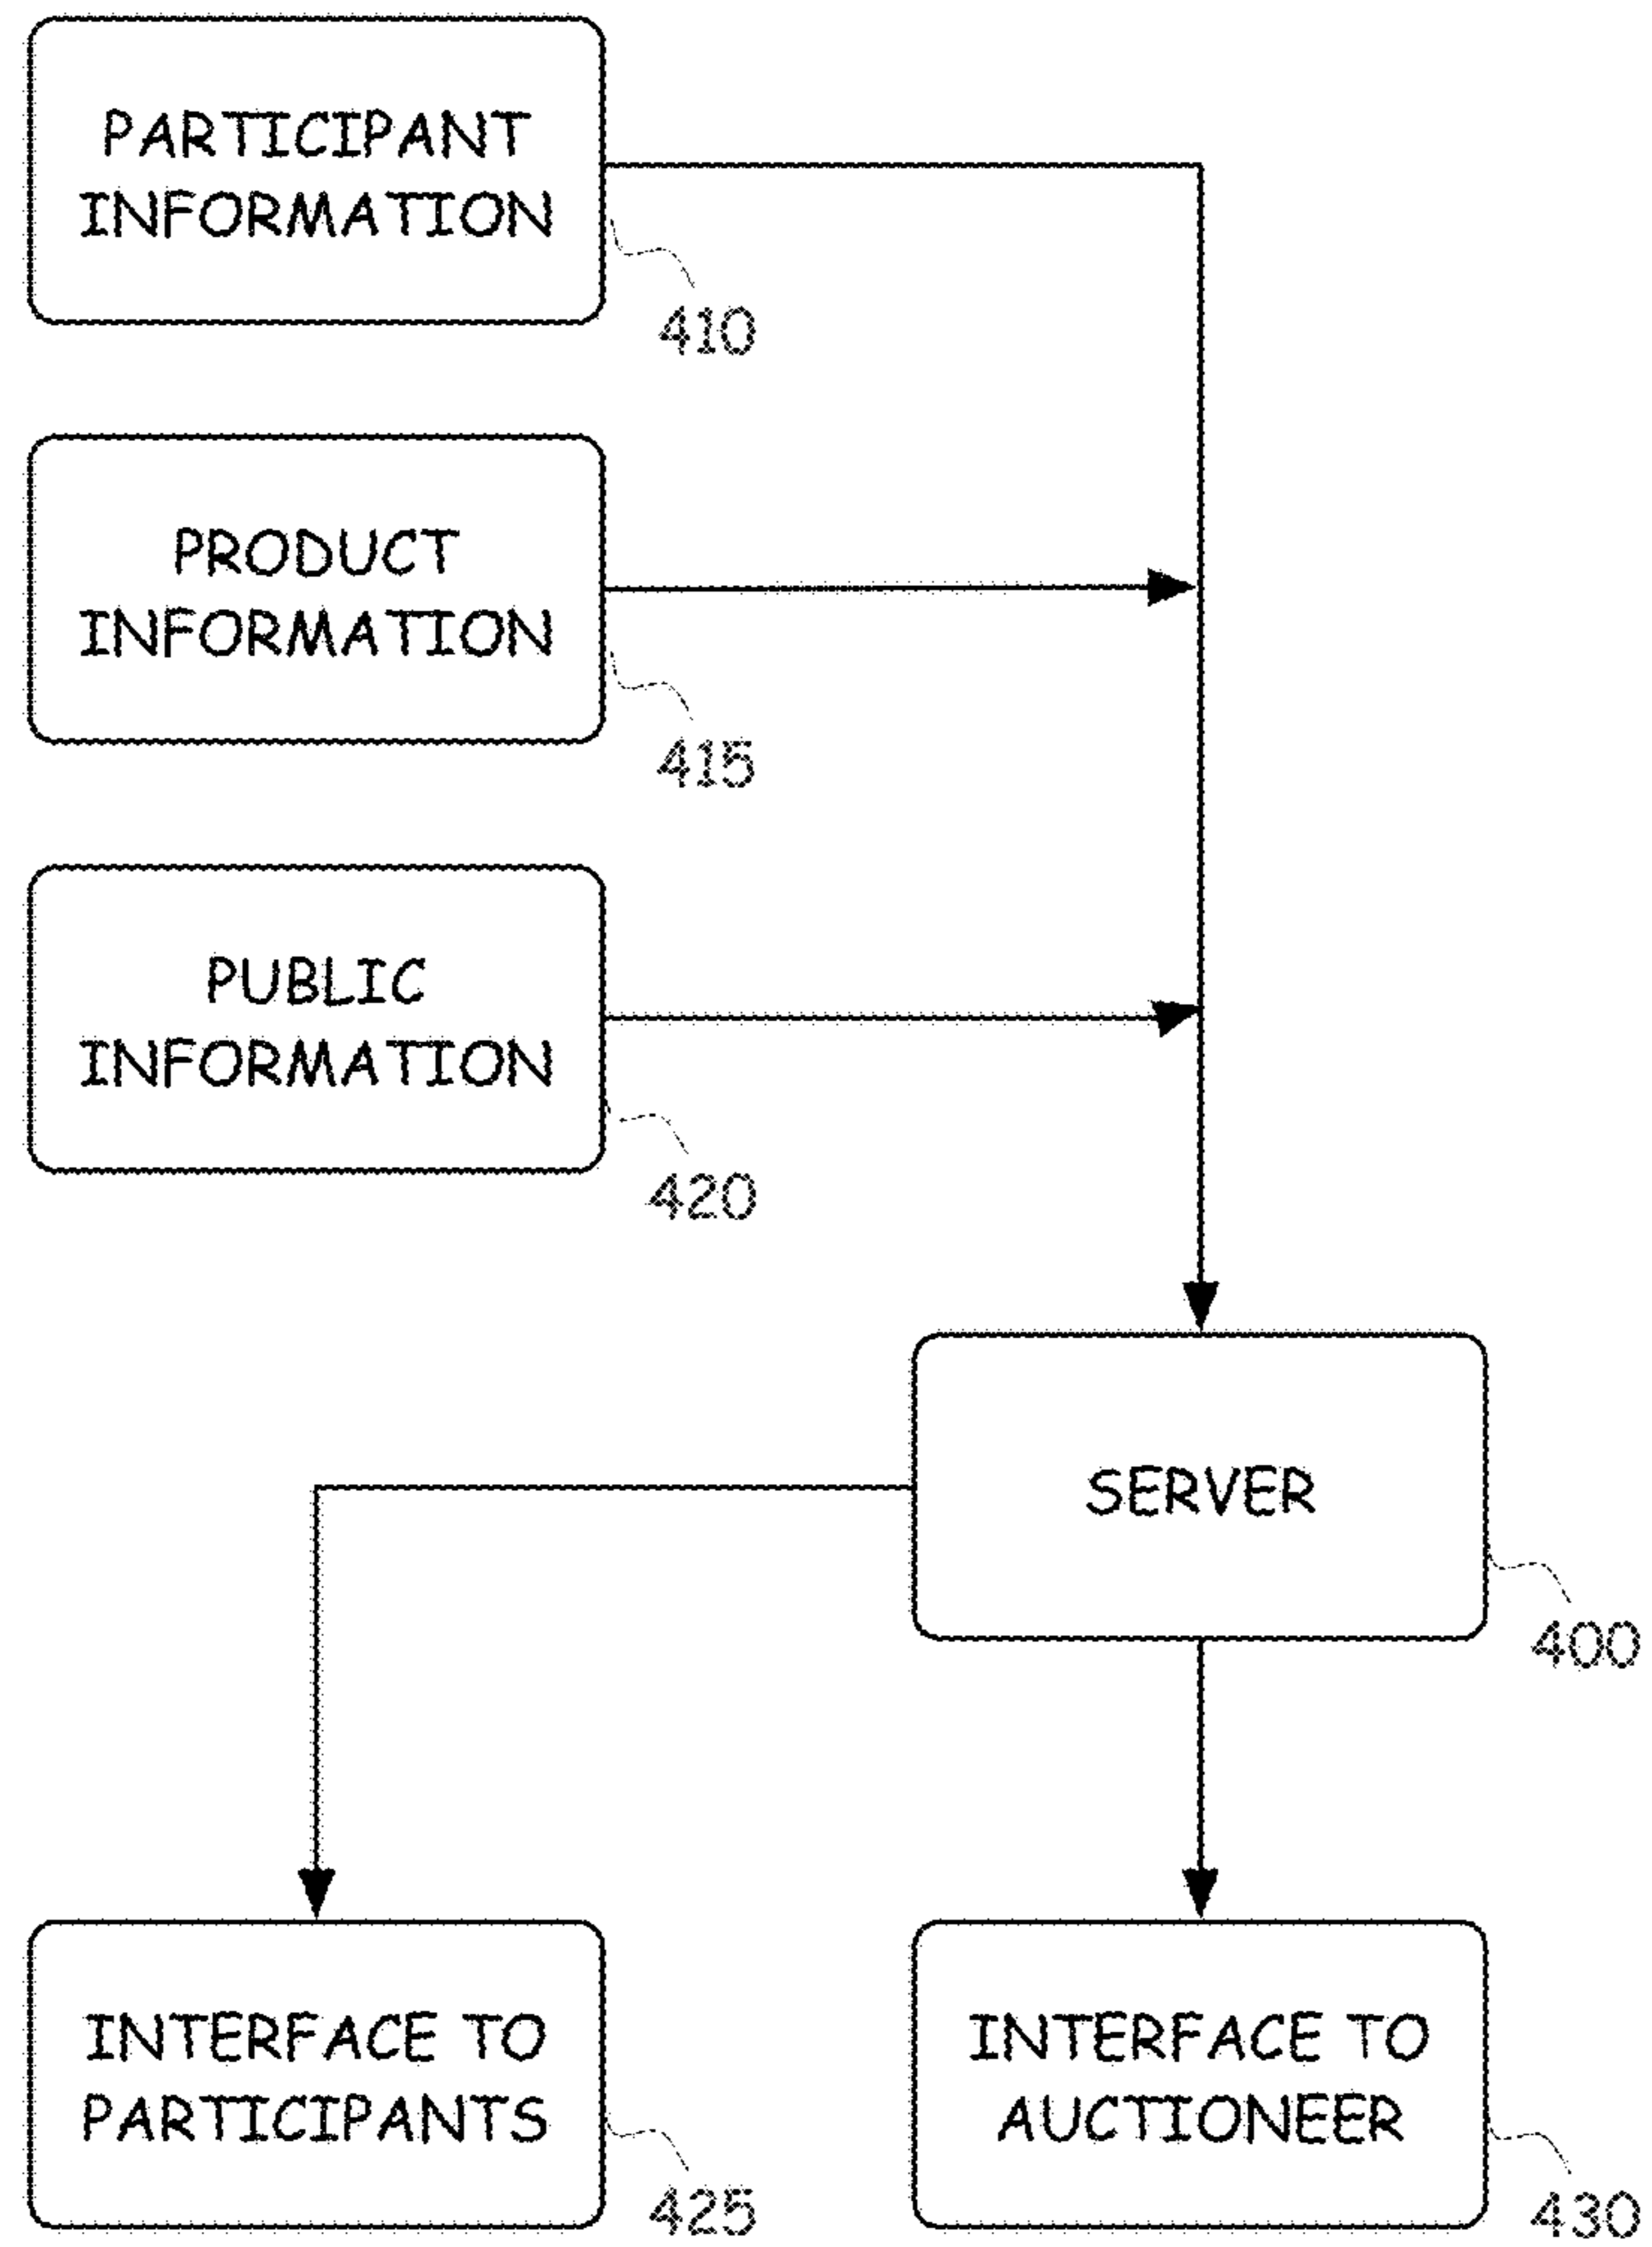 PARTICIPANT
INFORMATION
410
PRODUCT
INFORMATION
415
PUBLIC
INFORMATION
420
SERVER
400
INTERFACE TO
PARTICIPANTS
425
INTERFACE TO
AUCTIONEER
430